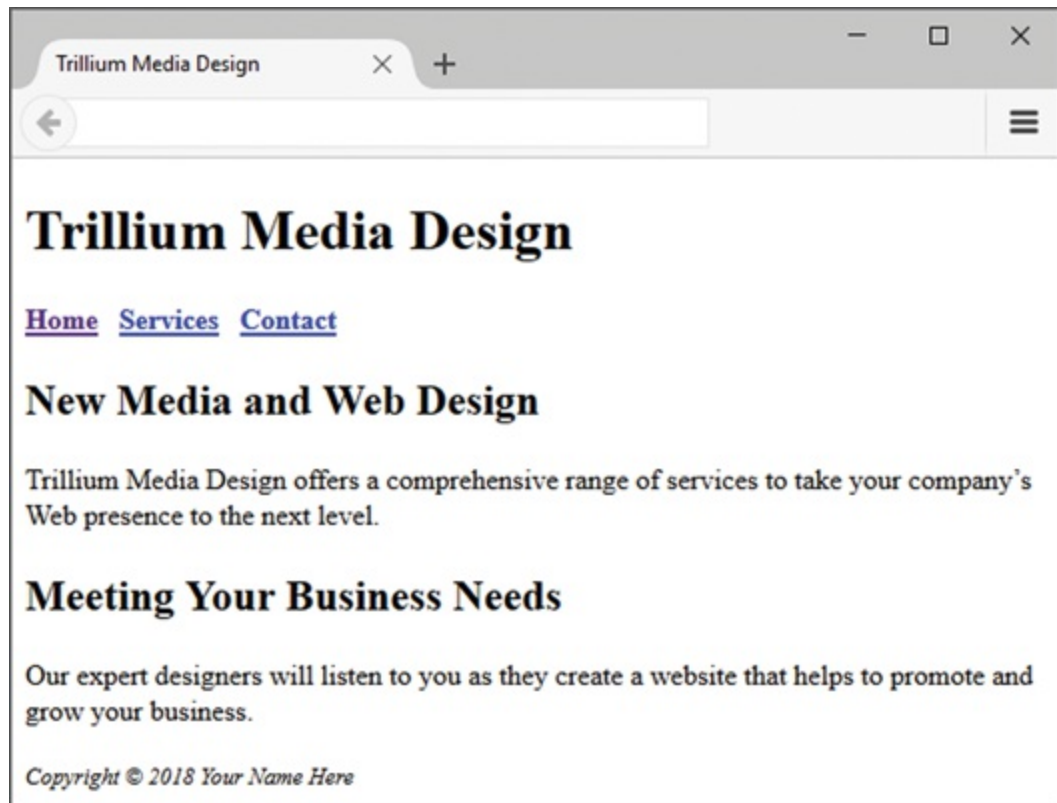 Trillium Media Design
Trillium Media Design
Home Services Contact
New Media and Web Design
Trillium Media Design offers a comprehensive range of services to take your company’s
Web presence to the next level.
Meeting Your Business Needs
Our expert designers will listen to you as they create a website that helps to promote and
grow your business.
Copyright © 2018 Your Name Here